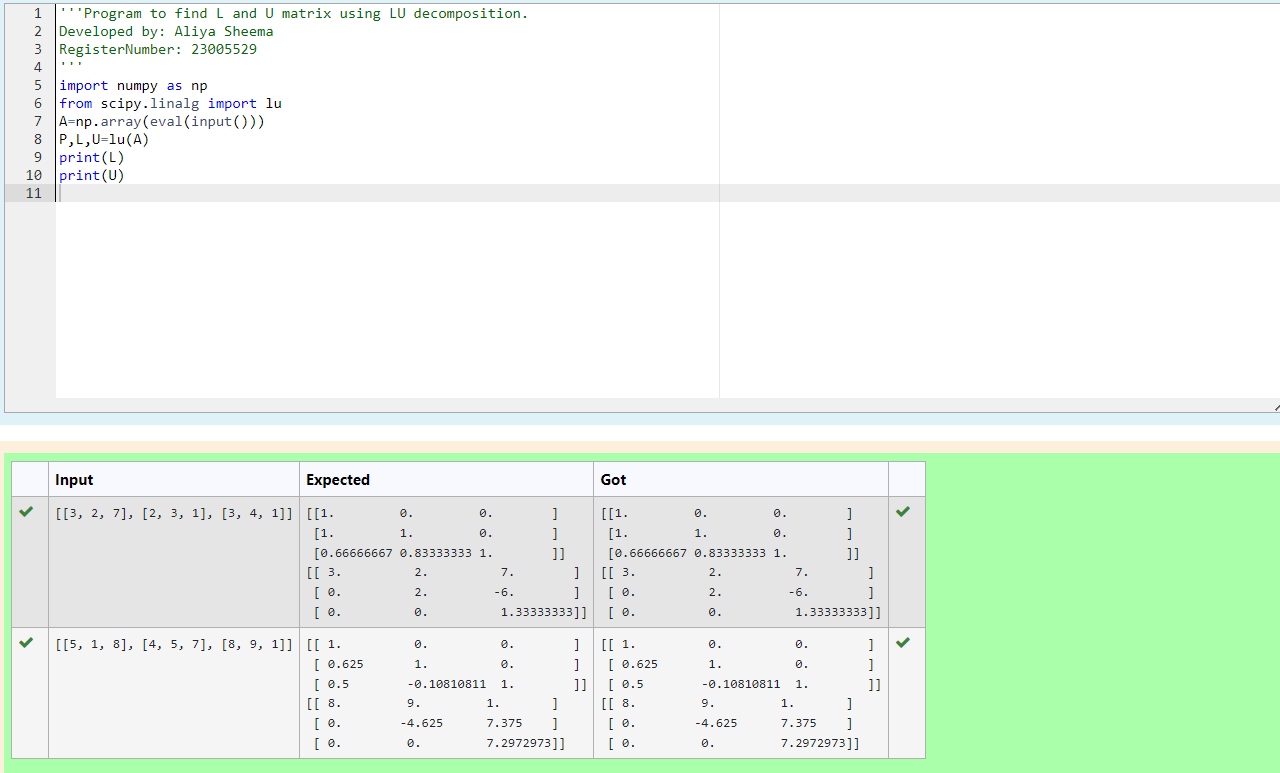 1 '''Program to find L and U matrix using LU decomposition.
2 Developed by: Aliya Sheema
3 RegisterNumber: 23005529
4 '''
5 import numpy as np
6 from scipy.linalg import lu
7 A=np.array(eval(input()))
8 P,L,U=lu(A)
9 print(L)
10 print(U)
11
Input Expected Got
[[3, 2, 7], [2, 3, 1], [3, 4, 1]] [[1. 0. 0. ] [[1. 0. 0. ]
[1. 1. 0. ] [1. 1. 0. ]
[0.66666667 0.83333333 1. ]] [0.66666667 0.83333333 1. ]]
[[ 3. 2. 7. ] [[ 3. 2. 7. ]
[ 0. 2. -6. ] [ 0. 2. -6. ]
[ 0. 0. 1.33333333]] [ 0. 0. 1.33333333]]
[[5, 1, 8], [4, 5, 7], [8, 9, 1]] [[ 1. 0. 0. ] [[ 1. 0. 0. ]
[ 0.625 1. 0. ] [ 0.625 1. 0. ]
[ 0.5 -0.10810811 1. ]] [ 0.5 -0.10810811 1. ]]
[[ 8. 9. 1. ] [[ 8. 9. 1. ]
[ 0. -4.625 7.375 ] [ 0. -4.625 7.375 ]
[ 0. 0. 7.2972973]] [ 0. 0. 7.2972973]]